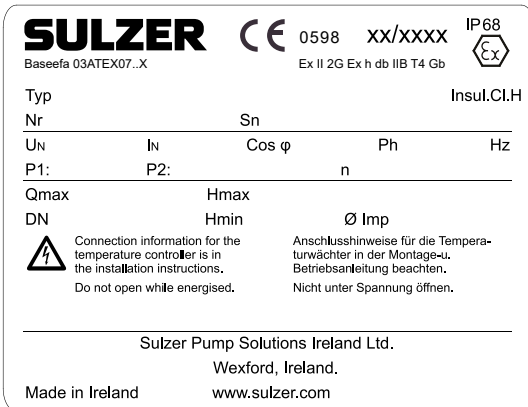 SULZER CE 0598 xx/xxxx IP68
Baseefa 03ATEX07..X Ex II 2G Ex h db IIB T4 Gb εx
Typ Insul.Cl.H
Nr Sn
UN IN Cos φ Ph Hz
P1: P2: n
Qmax Hmax
DN Hmin Ø Imp
Connection information for the
temperature controller is in
the installation instructions.
Do not open while energised.
Anschlusshinweise für die Tempera-
turwächter in der Montage-u.
Betriebsanleitung beachten.
Nicht unter Spannung öffnen.
Sulzer Pump Solutions Ireland Ltd.
Wexford, Ireland.
Made in Ireland www.sulzer.com